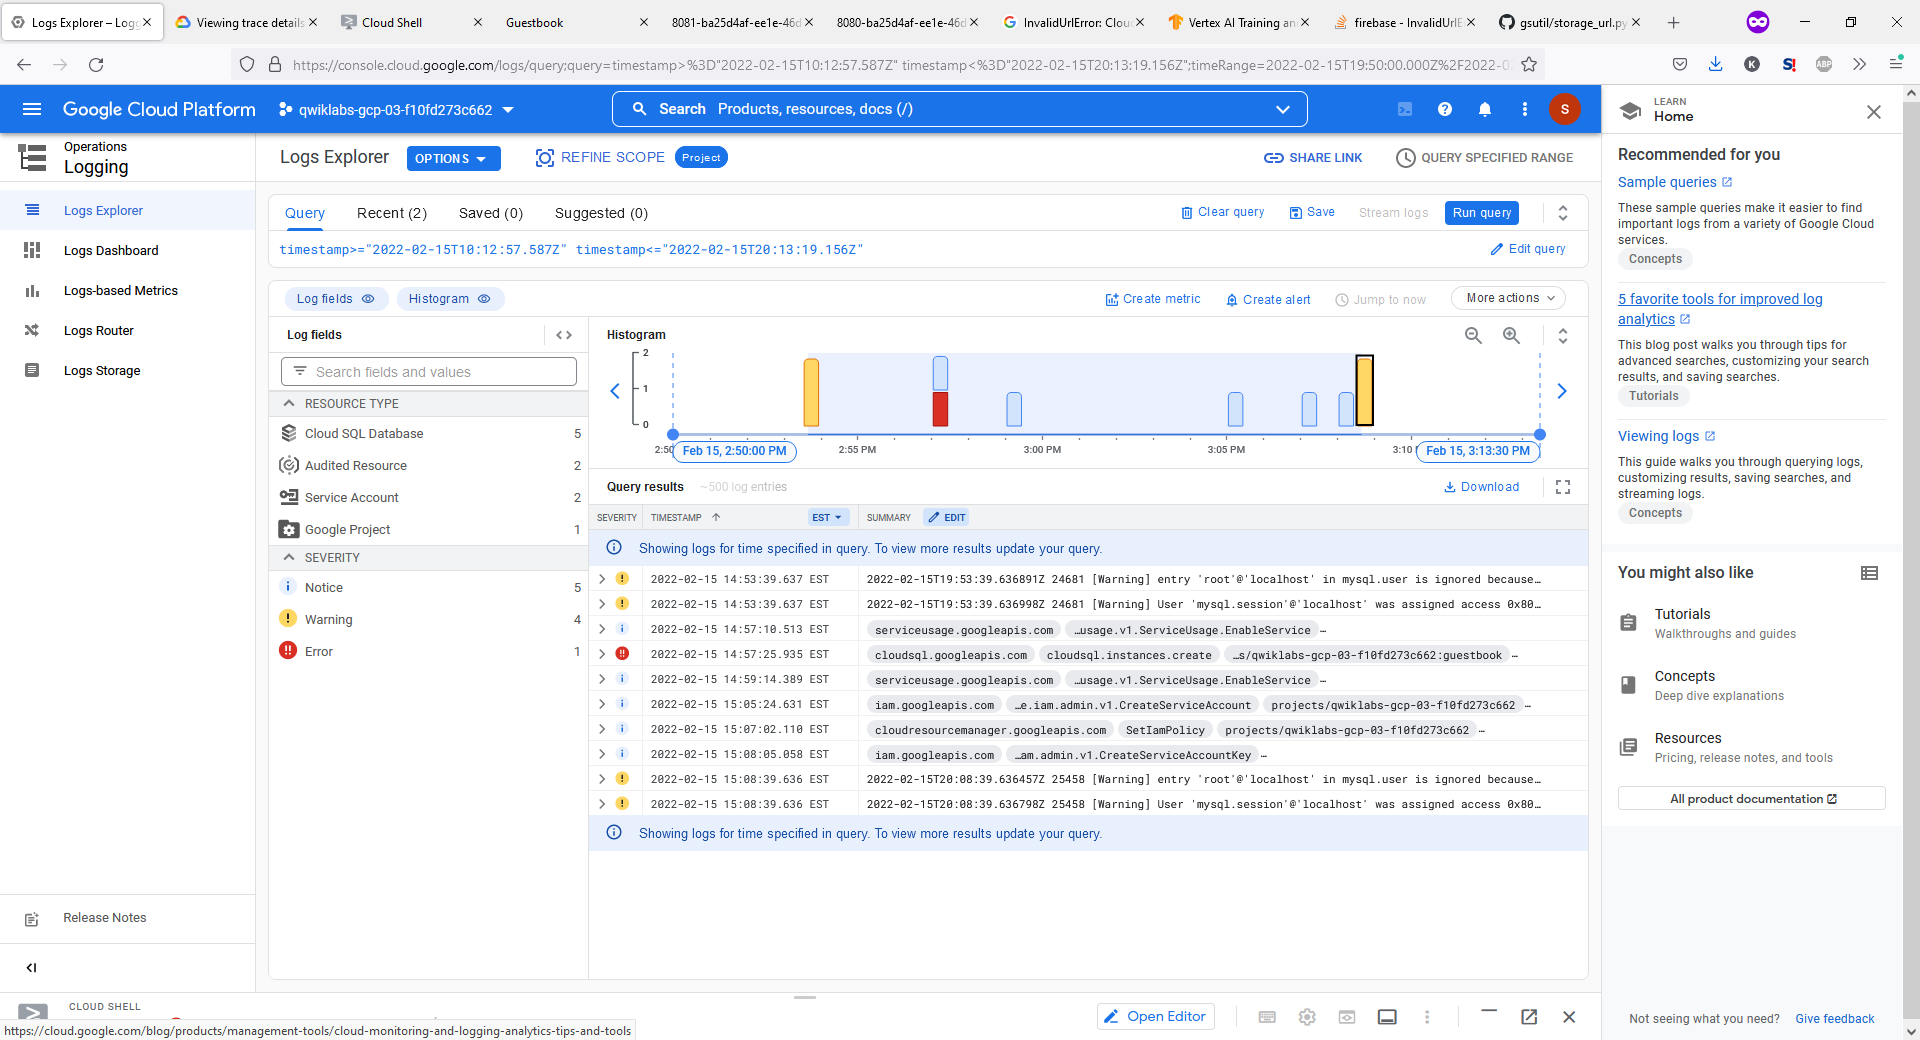 Logs Explorer – Logg
Viewing trace details
Cloud Shell
Guestbook
8081-ba25d4af-ee1e-46d
8080-ba25d4af-ee1e-46d
InvalidUrlError: Clou
Vertex AI Training an
firebase - InvalidUrlE
gsutil/storage_url.py
https://console.cloud.google.com/logs/query;query=timestamp>%3D"2022-02-15T10:12:57.587Z" timestamp<%3D"2022-02-15T20:13:19.156Z";timeRange=2022-02-15T19:50:00.000Z%2F2022-0
Google Cloud Platform
qwiklabs-gcp-03-f10fd273c662
Search Products, resources, docs (/)
S
LEARN
Home
Operations
Logging
Logs Explorer
OPTIONS
REFINE SCOPE
Project
SHARE LINK
QUERY SPECIFIED RANGE
Logs Explorer
Logs Dashboard
Logs-based Metrics
Logs Router
Logs Storage
Release Notes
Query
Recent (2)
Saved (0)
Suggested (0)
Clear query
Save
Stream logs
Run query
timestamp>="2022-02-15T10:12:57.587Z" timestamp<="2022-02-15T20:13:19.156Z"
Edit query
Log fields
Histogram
Create metric
Create alert
Jump to now
More actions
Log fields
Search fields and values
RESOURCE TYPE
Cloud SQL Database 5
Audited Resource 2
Service Account 2
Google Project 1
SEVERITY
Notice 5
Warning 4
Error 1
Histogram
2
1
0
2:50
Feb 15, 2:50:00 PM
2:55 PM
3:00 PM
3:05 PM
3:10
Feb 15, 3:13:30 PM
Query results ~500 log entries
Download
SEVERITY TIMESTAMP EST SUMMARY EDIT
Showing logs for time specified in query. To view more results update your query.
2022-02-15 14:53:39.637 EST 2022-02-15T19:53:39.636891Z 24681 [Warning] entry 'root'@'localhost' in mysql.user is ignored because…
2022-02-15 14:53:39.637 EST 2022-02-15T19:53:39.636998Z 24681 [Warning] User 'mysql.session'@'localhost' was assigned access 0x80…
2022-02-15 14:57:10.513 EST serviceusage.googleapis.com …usage.v1.ServiceUsage.EnableService …
2022-02-15 14:57:25.935 EST cloudsql.googleapis.com cloudsql.instances.create …s/qwiklabs-gcp-03-f10fd273c662:guestbook …
2022-02-15 14:59:14.389 EST serviceusage.googleapis.com …usage.v1.ServiceUsage.EnableService …
2022-02-15 15:05:24.631 EST iam.googleapis.com …e.iam.admin.v1.CreateServiceAccount projects/qwiklabs-gcp-03-f10fd273c662 …
2022-02-15 15:07:02.110 EST cloudresourcemanager.googleapis.com SetIamPolicy projects/qwiklabs-gcp-03-f10fd273c662 …
2022-02-15 15:08:05.058 EST iam.googleapis.com …am.admin.v1.CreateServiceAccountKey …
2022-02-15 15:08:39.636 EST 2022-02-15T20:08:39.636457Z 25458 [Warning] entry 'root'@'localhost' in mysql.user is ignored because…
2022-02-15 15:08:39.636 EST 2022-02-15T20:08:39.636798Z 25458 [Warning] User 'mysql.session'@'localhost' was assigned access 0x80…
Showing logs for time specified in query. To view more results update your query.
Recommended for you
Sample queries
These sample queries make it easier to find
important logs from a variety of Google Cloud
services.
Concepts
5 favorite tools for improved log
analytics
This blog post walks you through tips for
advanced searches, customizing your search
results, and saving searches.
Tutorials
Viewing logs
This guide walks you through querying logs,
customizing results, saving searches, and
streaming logs.
Concepts
You might also like
Tutorials
Walkthroughs and guides
Concepts
Deep dive explanations
Resources
Pricing, release notes, and tools
All product documentation
Not seeing what you need? Give feedback
CLOUD SHELL
Open Editor
https://cloud.google.com/blog/products/management-tools/cloud-monitoring-and-logging-analytics-tips-and-tools